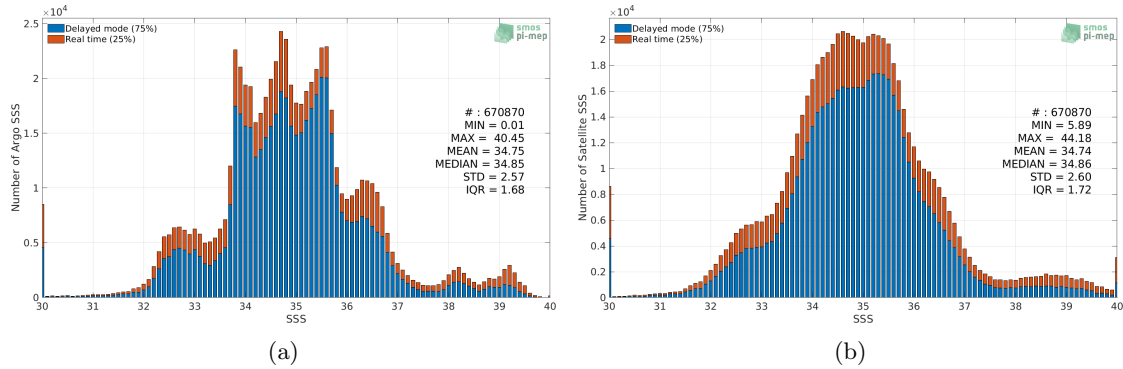 ×10⁴
2.5
2
1.5
1
0.5
0
Number of Argo SSS
Delayed mode (75%)
Real time (25%)
smos
pi-mep
# : 670870
MIN = 0.01
MAX = 40.45
MEAN = 34.75
MEDIAN = 34.85
STD = 2.57
IQR = 1.68
30 31 32 33 34 35 36 37 38 39 40
SSS
(a)
×10⁴
2
1.8
1.6
1.4
1.2
1
0.8
0.6
0.4
0.2
0
Number of Satellite SSS
Delayed mode (75%)
Real time (25%)
smos
pi-mep
# : 670870
MIN = 5.89
MAX = 44.18
MEAN = 34.74
MEDIAN = 34.86
STD = 2.60
IQR = 1.72
30 31 32 33 34 35 36 37 38 39 40
SSS
(b)